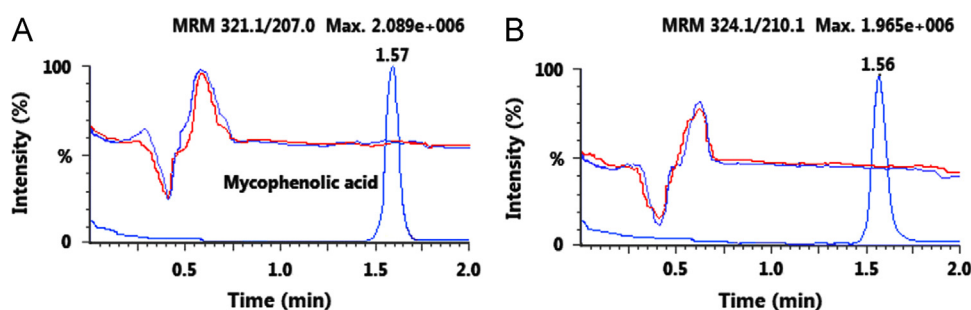 A
MRM 321.1/207.0 Max. 2.089e+006
1.57
100
%
0
Intensity (%)
Mycophenolic acid
0.5 1.0 1.5 2.0
Time (min)
B
MRM 324.1/210.1 Max. 1.965e+006
1.56
100
%
0
Intensity (%)
0.5 1.0 1.5 2.0
Time (min)